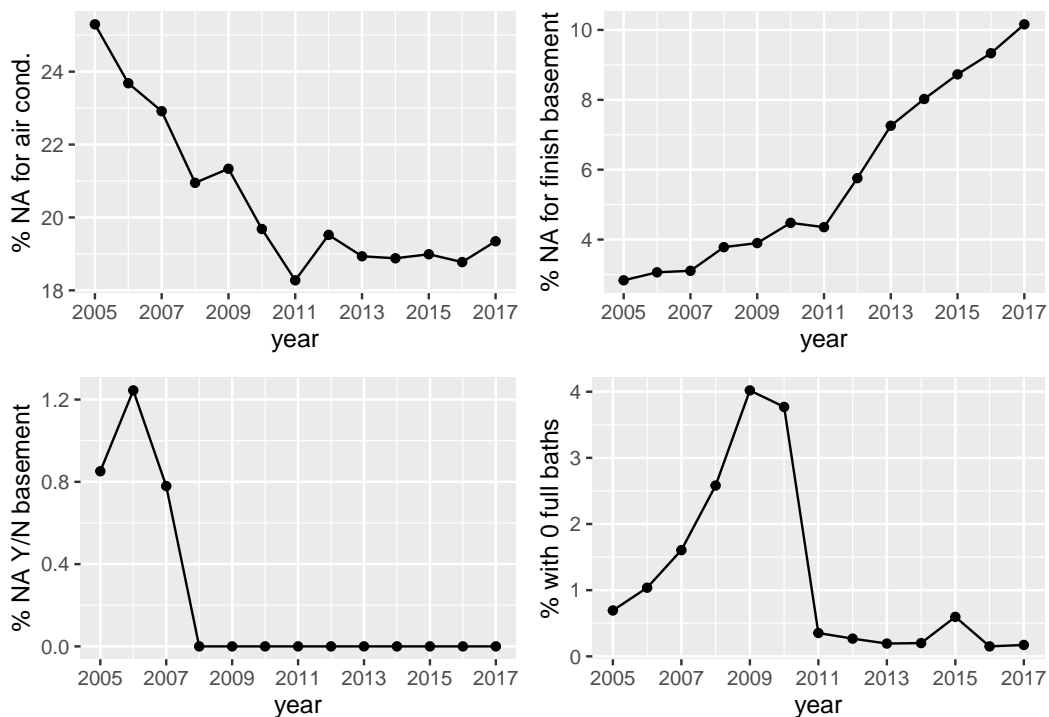 % NA for air cond.
24
22
20
18
2005 2007 2009 2011 2013 2015 2017
year
% NA for finish basement
10
8
6
4
2005 2007 2009 2011 2013 2015 2017
year
% NA Y/N basement
1.2
0.8
0.4
0.0
2005 2007 2009 2011 2013 2015 2017
year
% with 0 full baths
4
3
2
1
0
2005 2007 2009 2011 2013 2015 2017
year